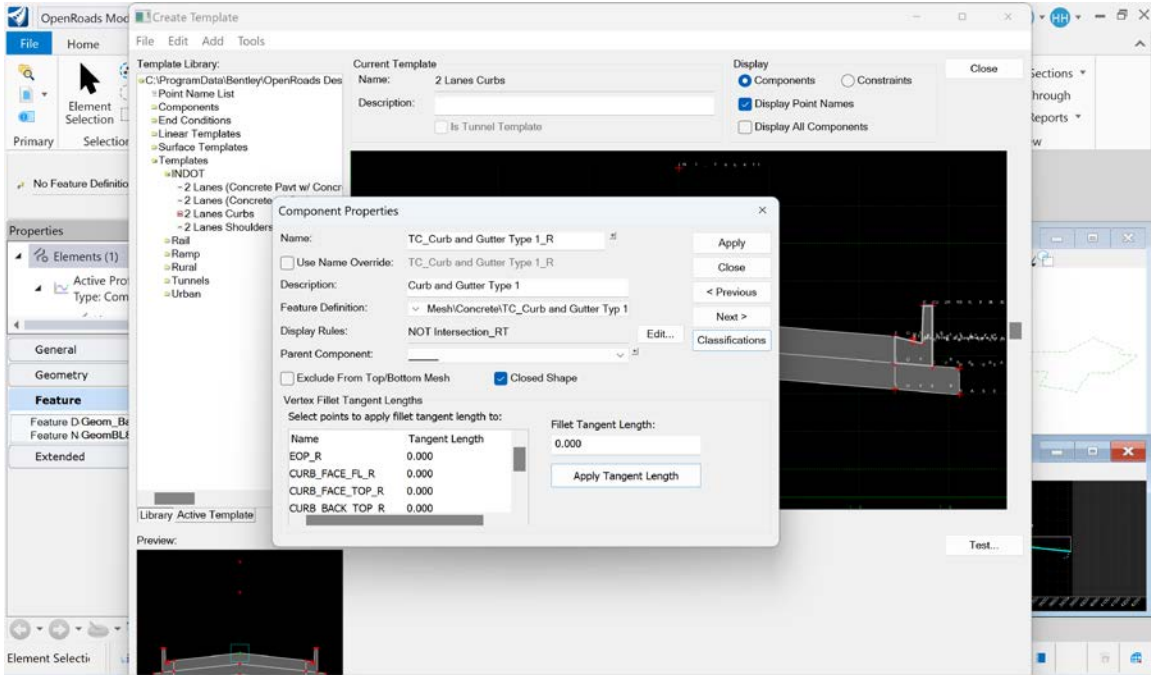 OpenRoads Mod
Create Template
HH
File Home
File Edit Add Tools
Element
Selection
Primary
Selection
No Feature Definitio
Properties
Elements (1)
Active Prof
Type: Com
General
Geometry
Feature
Feature D Geom_Ba
Feature N GeomBL&
Extended
Element Selecti
Template Library:
C:\ProgramData\Bentley\OpenRoads Des
Point Name List
Components
End Conditions
Linear Templates
Surface Templates
Templates
INDOT
2 Lanes (Concrete Pavt w/ Concr
2 Lanes (Concrete
2 Lanes Curbs
2 Lanes Shoulders
Rail
Ramp
Rural
Tunnels
Urban
Library Active Template
Preview:
Current Template
Name: 2 Lanes Curbs
Description:
Is Tunnel Template
Display
Components Constraints
Display Point Names
Display All Components
Close
Sections
hrough
Reports
w
Component Properties
Name: TC_Curb and Gutter Type 1_R
Use Name Override: TC_Curb and Gutter Type 1_R
Description: Curb and Gutter Type 1
Feature Definition: Mesh\Concrete\TC_Curb and Gutter Typ 1
Display Rules: NOT Intersection_RT Edit...
Parent Component:
Exclude From Top/Bottom Mesh Closed Shape
Vertex Fillet Tangent Lengths
Select points to apply fillet tangent length to:
Name Tangent Length
EOP_R 0.000
CURB_FACE_FL_R 0.000
CURB_FACE_TOP_R 0.000
CURB BACK TOP R 0.000
Fillet Tangent Length:
0.000
Apply Tangent Length
Apply
Close
< Previous
Next >
Classifications
Test...